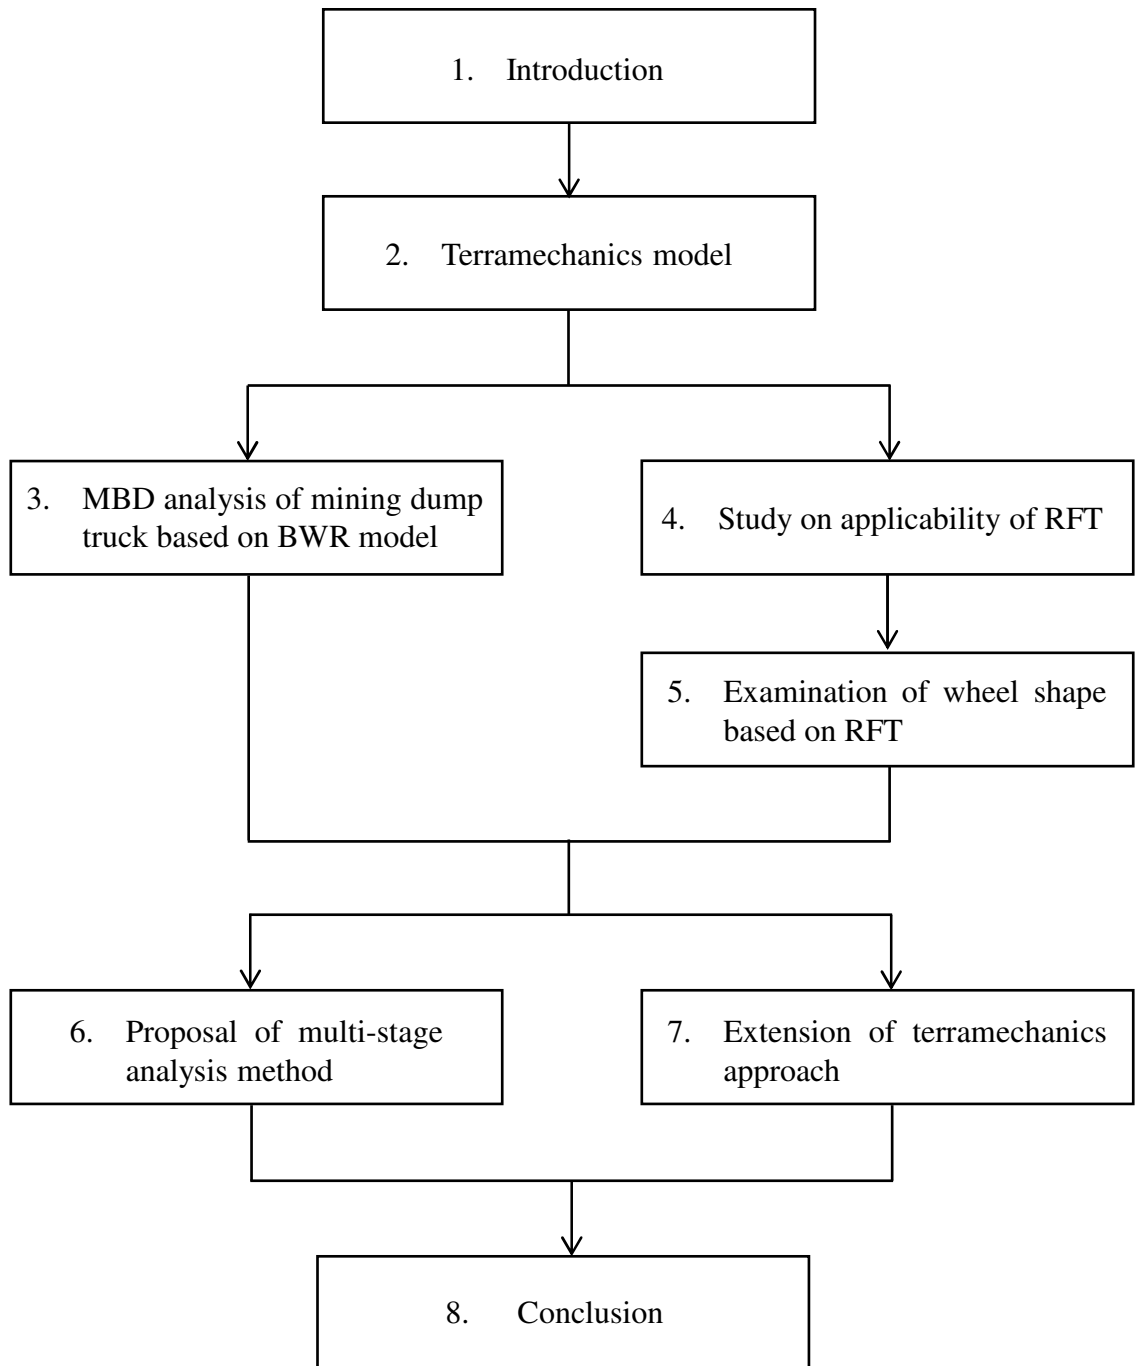 1. Introduction
2. Terramechanics model
3. MBD analysis of mining dump
truck based on BWR model
4. Study on applicability of RFT
5. Examination of wheel shape
based on RFT
6. Proposal of multi-stage
analysis method
7. Extension of terramechanics
approach
8. Conclusion